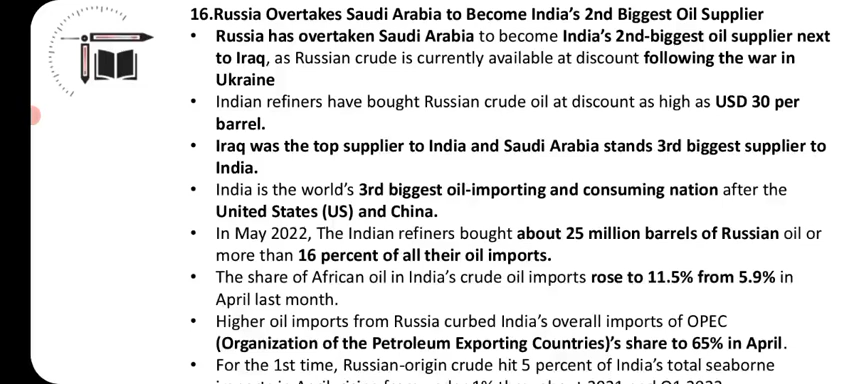 16.Russia Overtakes Saudi Arabia to Become India's 2nd Biggest Oil Supplier
• Russia has overtaken Saudi Arabia to become India's 2nd-biggest oil supplier next
to Iraq, as Russian crude is currently available at discount following the war in
Ukraine
• Indian refiners have bought Russian crude oil at discount as high as USD 30 per
barrel.
• Iraq was the top supplier to India and Saudi Arabia stands 3rd biggest supplier to
India.
• India is the world's 3rd biggest oil-importing and consuming nation after the
United States (US) and China.
• In May 2022, The Indian refiners bought about 25 million barrels of Russian oil or
more than 16 percent of all their oil imports.
• The share of African oil in India's crude oil imports rose to 11.5% from 5.9% in
April last month.
• Higher oil imports from Russia curbed India's overall imports of OPEC
(Organization of the Petroleum Exporting Countries)'s share to 65% in April.
• For the 1st time, Russian-origin crude hit 5 percent of India's total seaborne